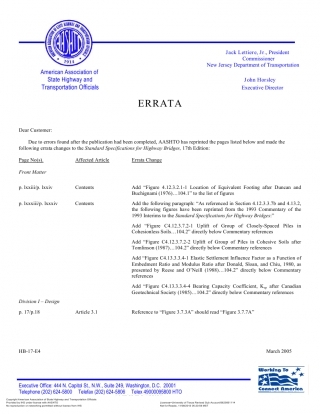 AASHTO
1914
American Association of
State Highway and
Transportation Officials
Jack Lettiere, Jr., President
Commissioner
New Jersey Department of Transportation
John Horsley
Executive Director
ERRATA
Dear Customer:
Due to errors found after the publication had been completed, AASHTO has reprinted the pages listed below and made the
following errata changes to the Standard Specifications for Highway Bridges, 17th Edition:
Page No(s). Affected Article Errata Change
Front Matter
p. lxxiii/p. lxxiv Contents Add “Figure 4.12.3.2.1-1 Location of Equivalent Footing after Duncan and
Buchignani (1976)…104.1” to the list of figures
Contents Add the following paragraph: “As referenced in Section 4.12.3.3.7b and 4.13.2,
the following figures have been reprinted from the 1993 Commentary of the
1993 Interims to the Standard Specifications for Highway Bridges:”
Add “Figure C4.12.3.7.2-1 Uplift of Group of Closely-Spaced Piles in
Cohesionless Soils…104.2” directly below Commentary references
Add “Figure C4.12.3.7.2-2 Uplift of Group of Piles in Cohesive Soils after
Tomlinson (1987)…104.2” directly below Commentary references
Add “Figure C4.13.3.3.4-1 Elastic Settlement Influence Factor as a Function of
Embedment Ratio and Modulus Ratio after Donald, Sloan, and Chiu, 1980, as
presented by Reese and O’Neill (1988)…104.2” directly below Commentary
references
Add “Figure C4.13.3.3.4-4 Bearing Capacity Coefficient, K
after Canadian
Geotechnical Society (1985)…104.2” directly below Commentary references
Division I – Design
p. 17/p.18 Article 3.1 Reference to “Figure 3.7.3A” should read “Figure 3.7.7A”
HB-17-E4 March 2005
Executive Office: 444 N. Capitol St., N.W., Suite 249, Washington, D.C. 20001
Telephone (202) 624-5800 Telefax (202) 624-5806 Telex 49000095800 HTO
Working To
Connect America